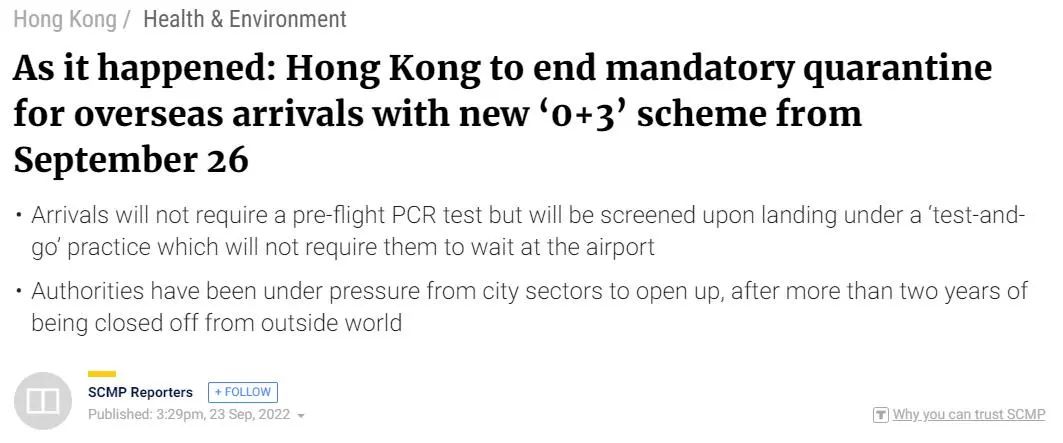 Hong Kong / Health & Environment
As it happened: Hong Kong to end mandatory quarantine
for overseas arrivals with new ‘0+3’ scheme from
September 26
• Arrivals will not require a pre-flight PCR test but will be screened upon landing under a ‘test-and-
go’ practice which will not require them to wait at the airport
• Authorities have been under pressure from city sectors to open up, after more than two years of
being closed off from outside world
SCMP Reporters + FOLLOW
Published: 3:29pm, 23 Sep, 2022
T Why you can trust SCMP